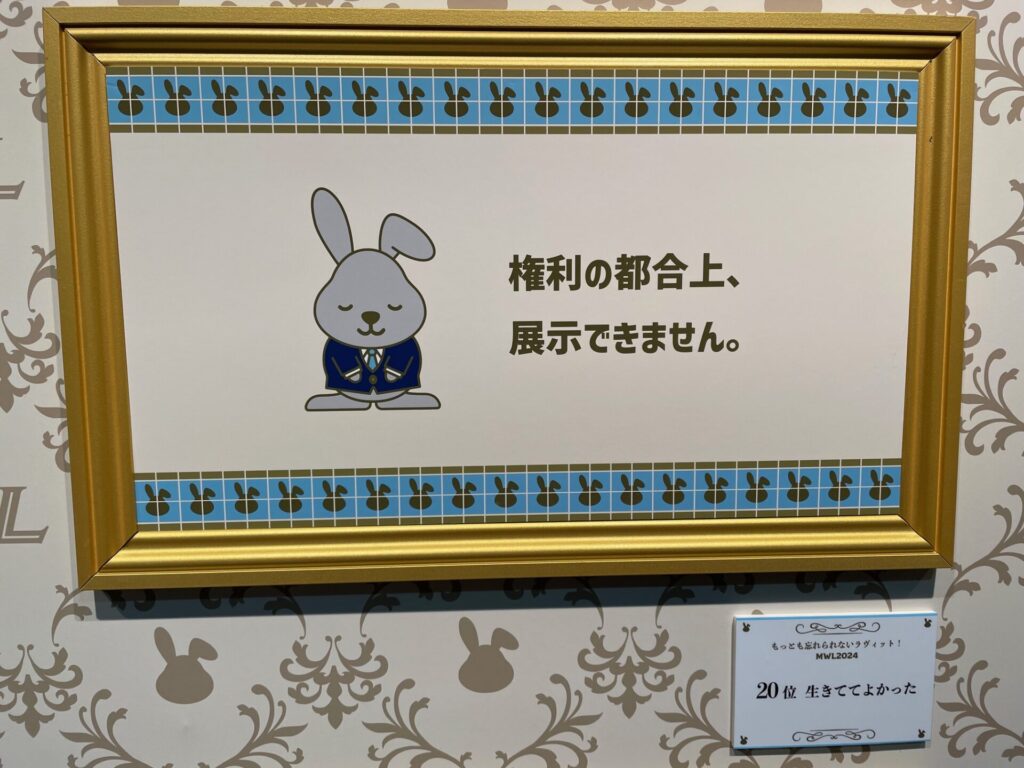 権利の都合上、
展示できません。
もっとも忘れられないラヴィット！
MWL2024
20位 生きててよかった